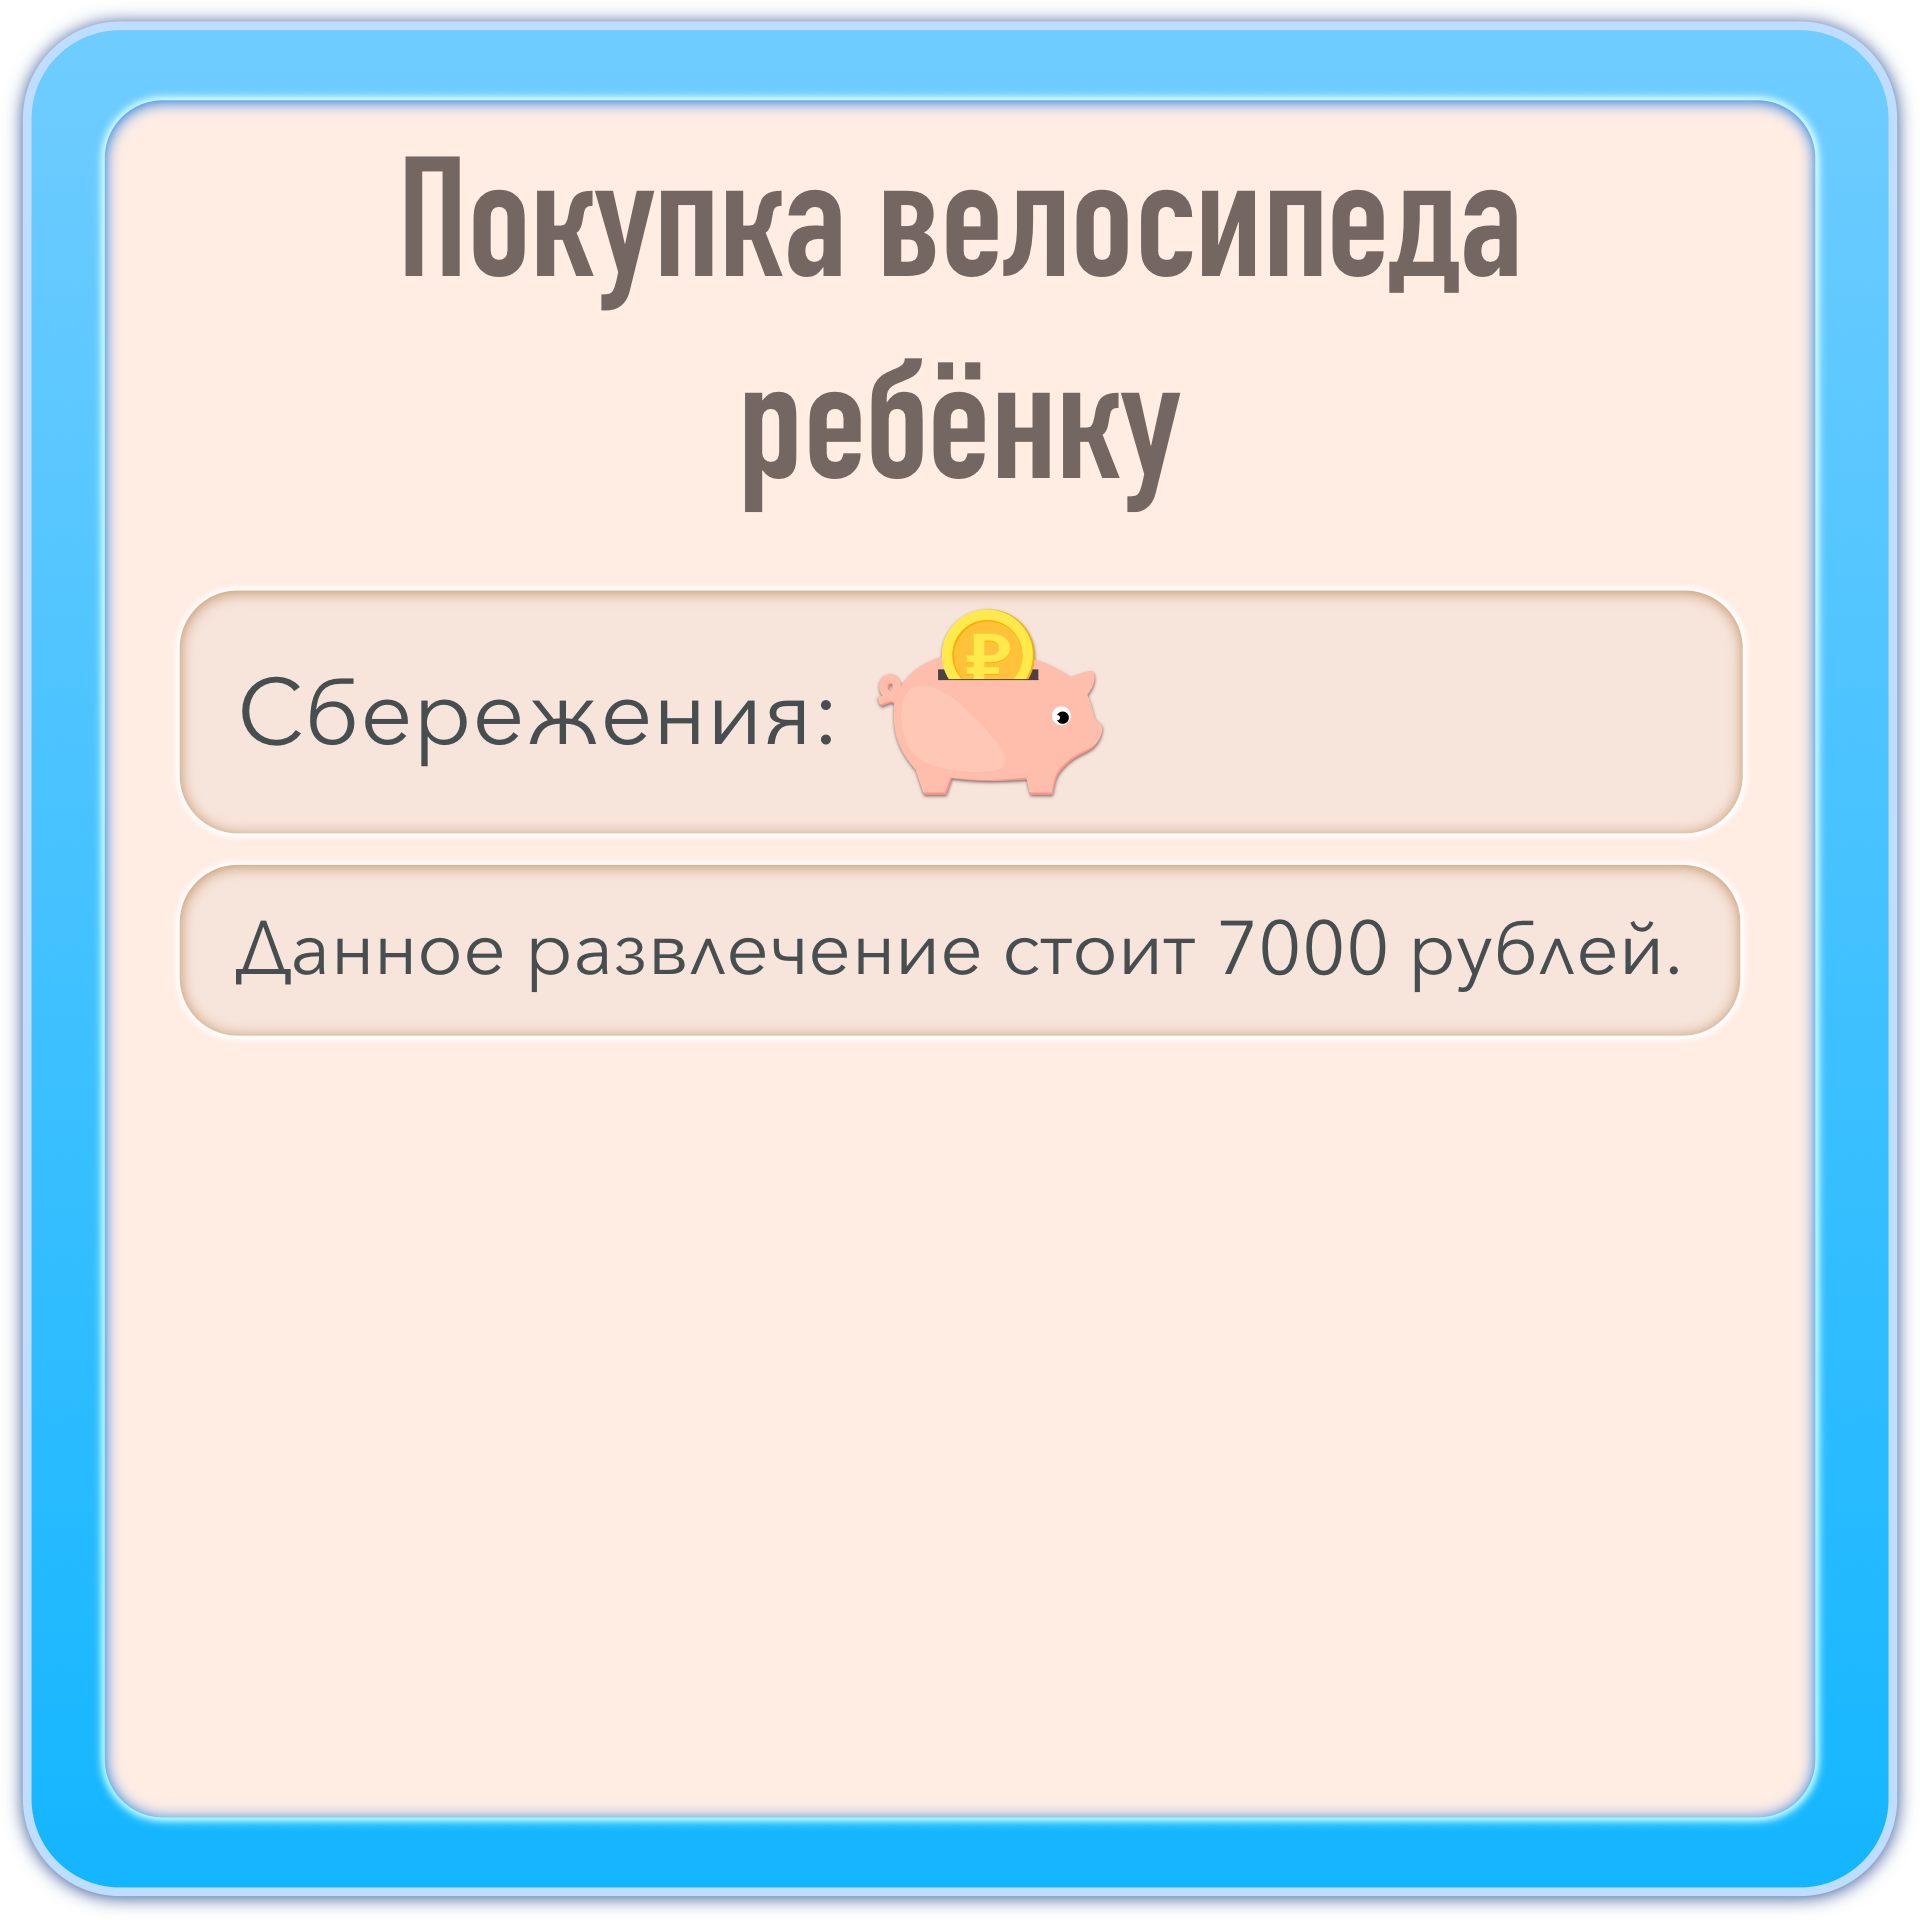 Покупка велосипеда
ребёнку
Сбережения:
₽
Данное развлечение стоит 7000 рублей.